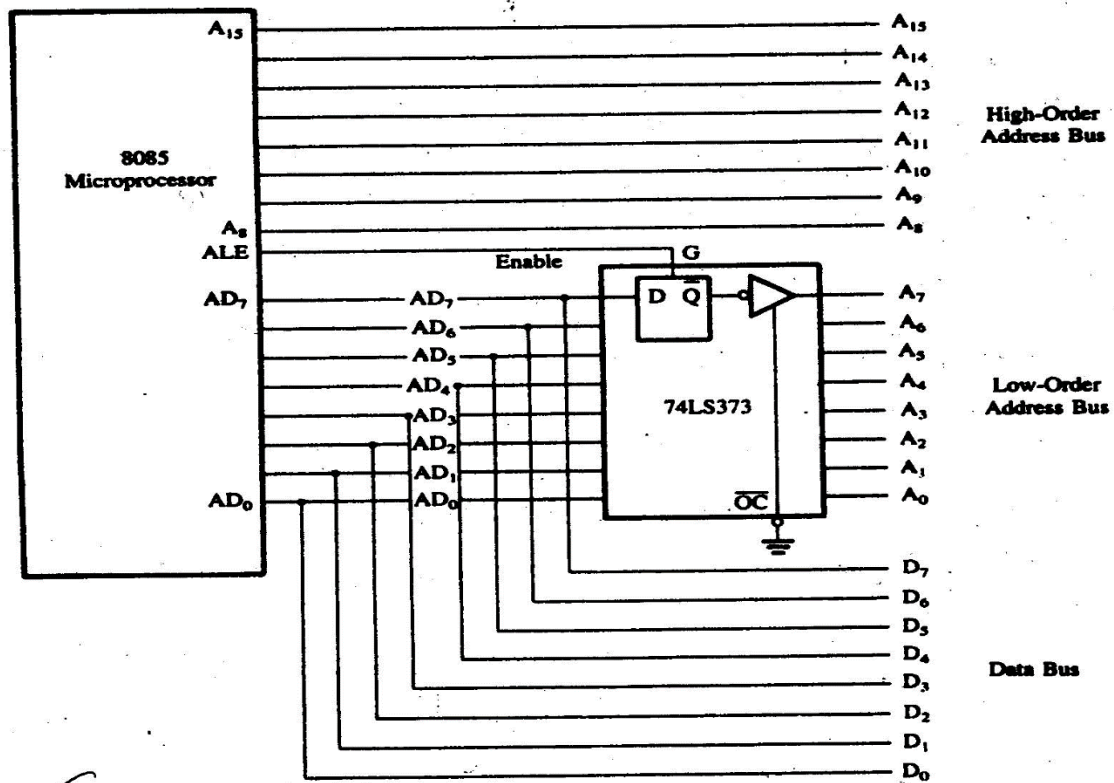 A15 A15
A14
A13
A12
High-Order
Address Bus
A11
8085
Microprocessor
A10
A9
A8 A8
ALE
Enable
G
AD7 AD7 D Q̅ A7
AD6 A6
AD5 A5
AD4 A4
Low-Order
Address Bus
74LS373
AD3 A3
AD2 A2
AD1 A1
AD0 AD0 O̅C̅ A0
D7
D6
D5
D4
Data Bus
D3
D2
D1
D0